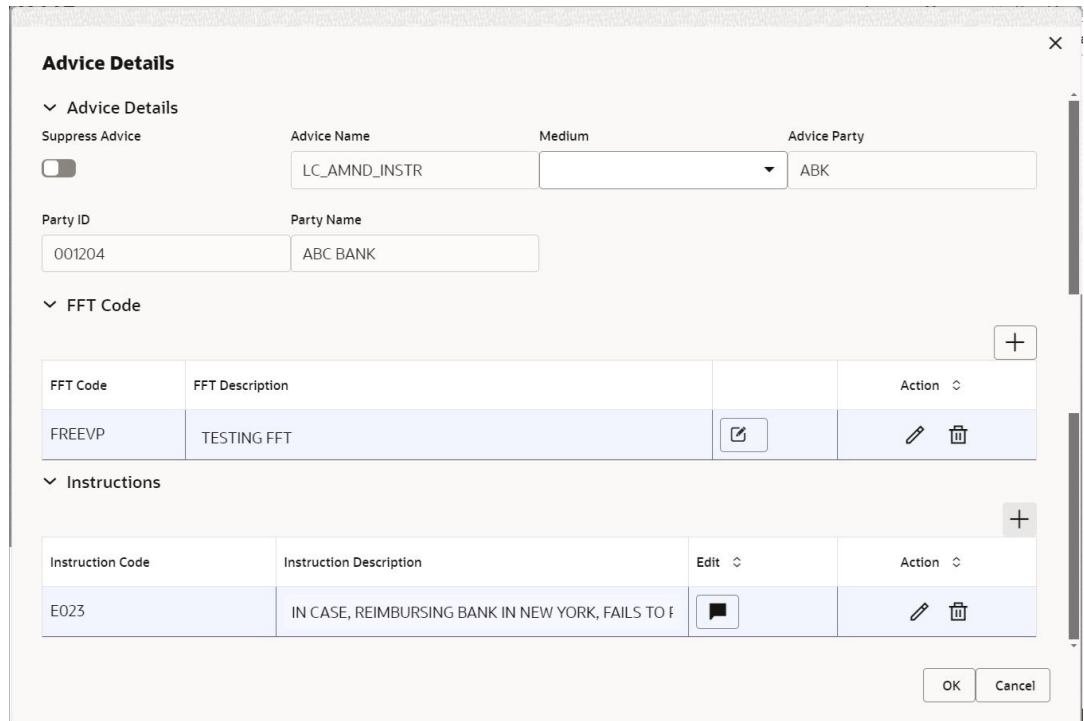 Advice Details
Advice Details
Suppress Advice Advice Name Medium Advice Party
LC_AMND_INSTR ABK
Party ID Party Name
001204 ABC BANK
FFT Code
FFT Code FFT Description Action
FREEVP TESTING FFT
Instructions
Instruction Code Instruction Description Edit Action
E023 IN CASE, REIMBURSING BANK IN NEW YORK, FAILS TO
OK Cancel